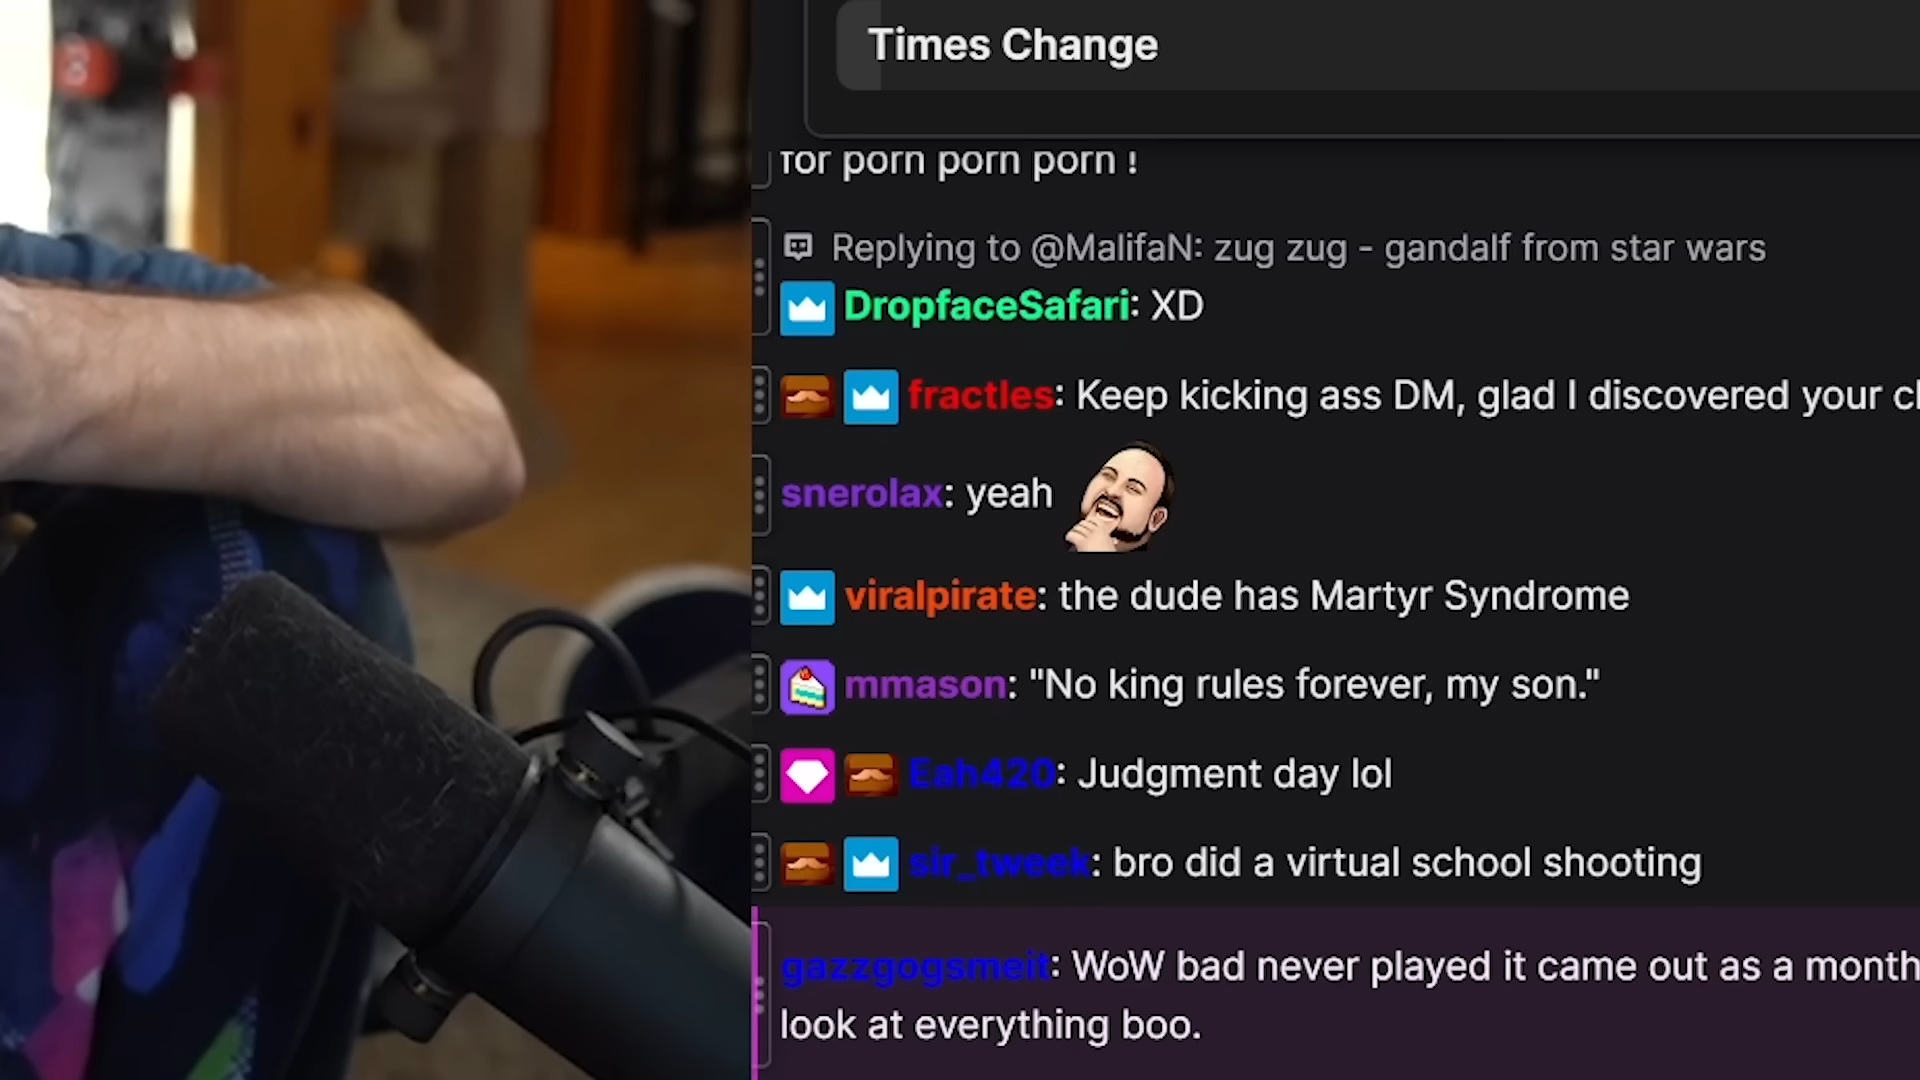 Times Change
for porn porn porn !
Replying to @MalifaN: zug zug - gandalf from star wars
DropfaceSafari: XD
fractles: Keep kicking ass DM, glad I discovered your
snerolax: yeah
viralpirate: the dude has Martyr Syndrome
mmason: "No king rules forever, my son."
Eah420: Judgment day lol
sir_tweek: bro did a virtual school shooting
gazzgogsmeit: WoW bad never played it came out as a month
look at everything boo.